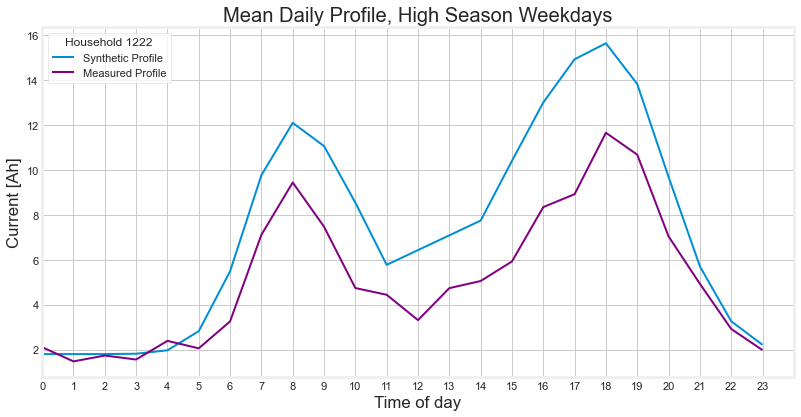 Mean Daily Profile, High Season Weekdays
Household 1222
Synthetic Profile
Measured Profile
Current [Ah]
16
14
12
10
8
6
4
2
0 1 2 3 4 5 6 7 8 9 10 11 12 13 14 15 16 17 18 19 20 21 22 23
Time of day